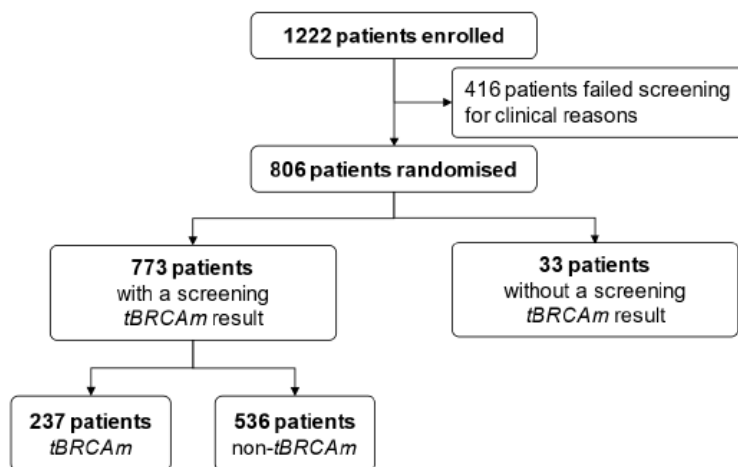 1222 patients enrolled
416 patients failed screening
for clinical reasons
806 patients randomised
773 patients
with a screening
tBRCAm result
33 patients
without a screening
tBRCAm result
237 patients
tBRCAm
536 patients
non-tBRCAm